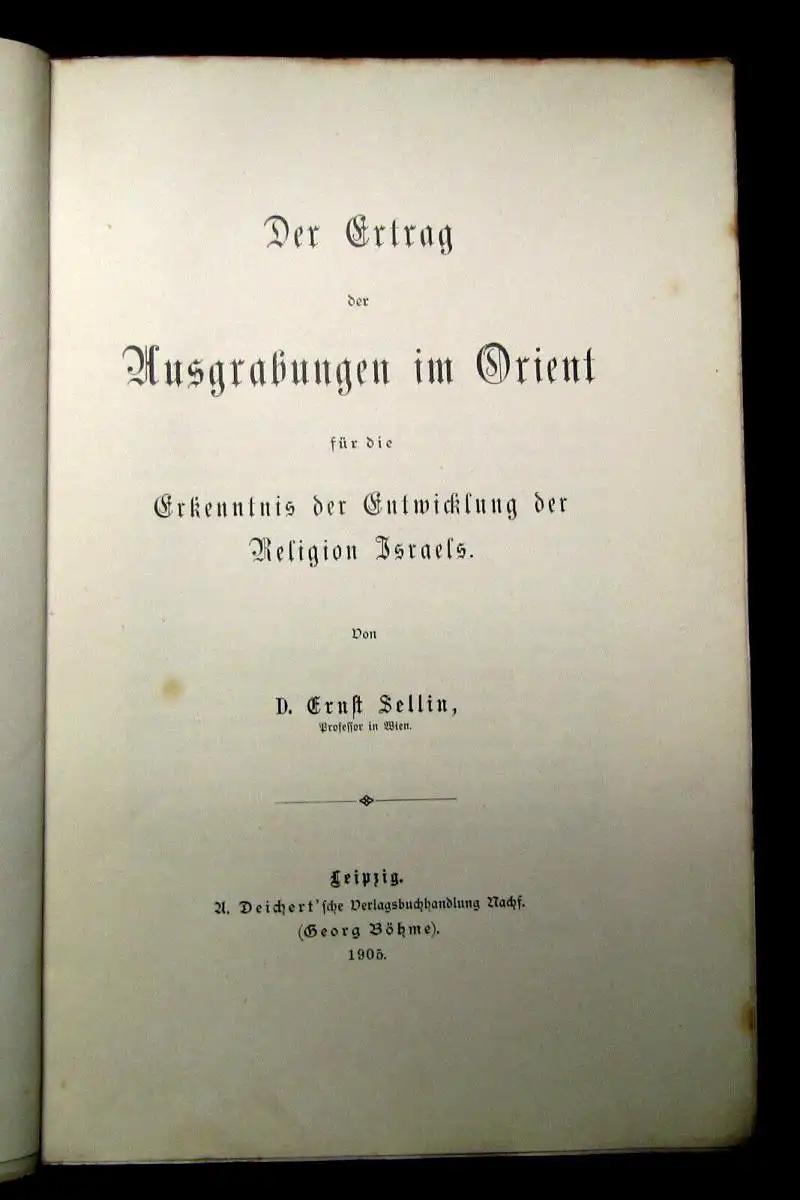 Der Ertrag
der
Ausgrabungen im Orient
für die
Erkenntnis der Entwicklung der
Religion Israels.
Von
D. Ernst Sellin,
Professor in Wien.
Leipzig.
A. Deichert'sche Verlagsbuchhandlung Nachf.
(Georg Böhme).
1905.